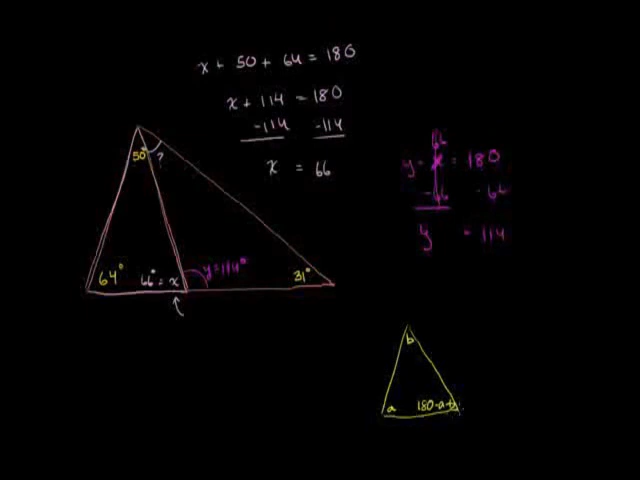 x + 50 + 64 = 180
x + 114 = 180
-114 -114
x = 66
50°
?
64°
66° = x
y=114°
31°
66
y + x = 180
-66 -66
y = 114
b
a
180-a-b